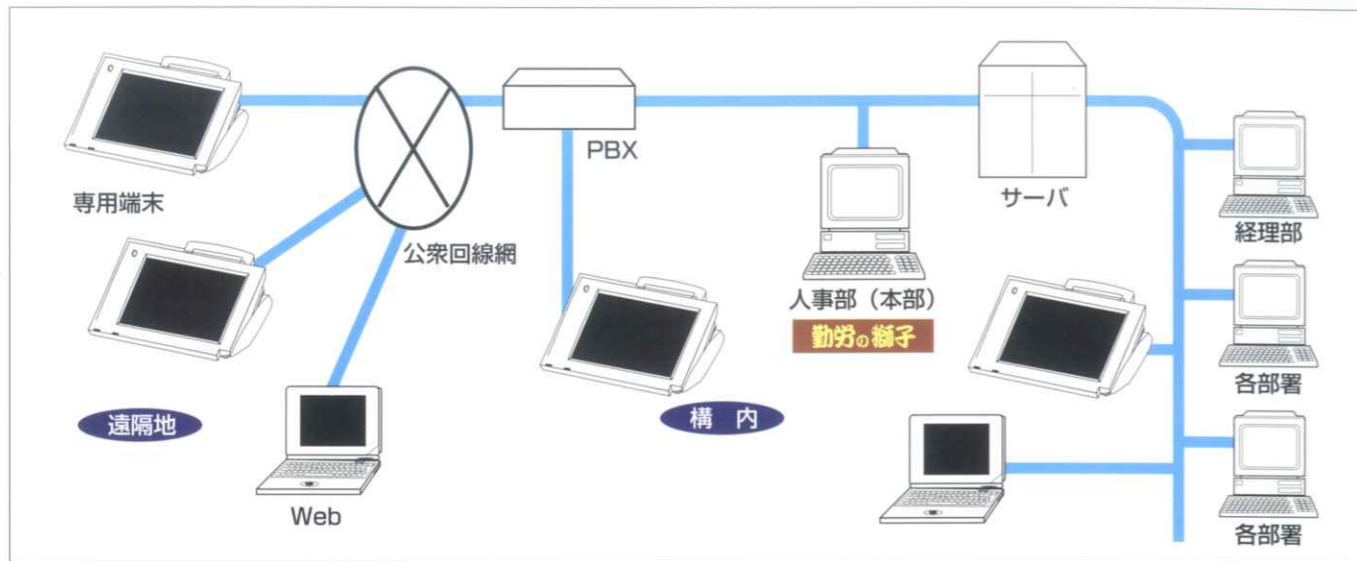 専用端末
公衆回線網
PBX
サーバ
経理部
人事部（本部）
勤労の獅子
各部署
遠隔地
構　内
Web
各部署